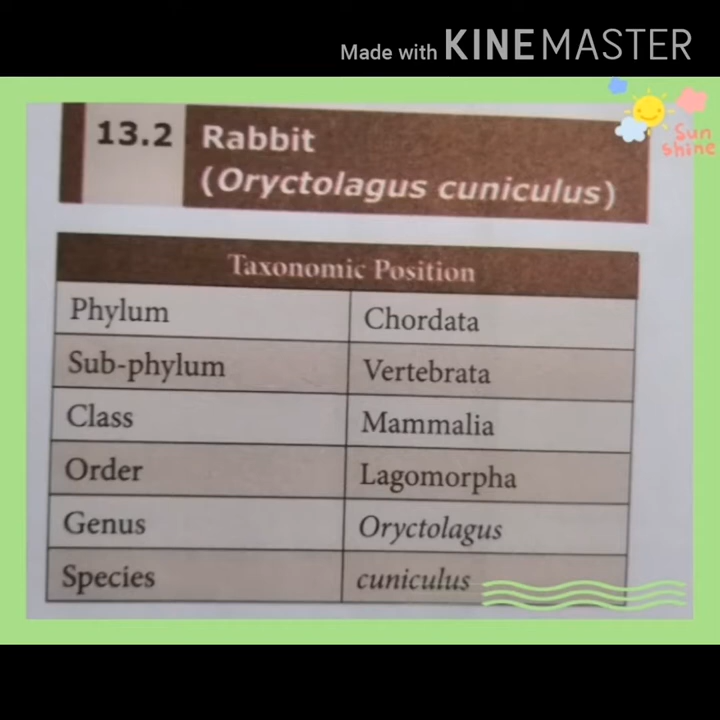 Made with KINEMASTER
Sun
shine
13.2 Rabbit
(Oryctolagus cuniculus)
Taxonomic Position
Phylum Chordata
Sub-phylum Vertebrata
Class Mammalia
Order Lagomorpha
Genus Oryctolagus
Species cuniculus